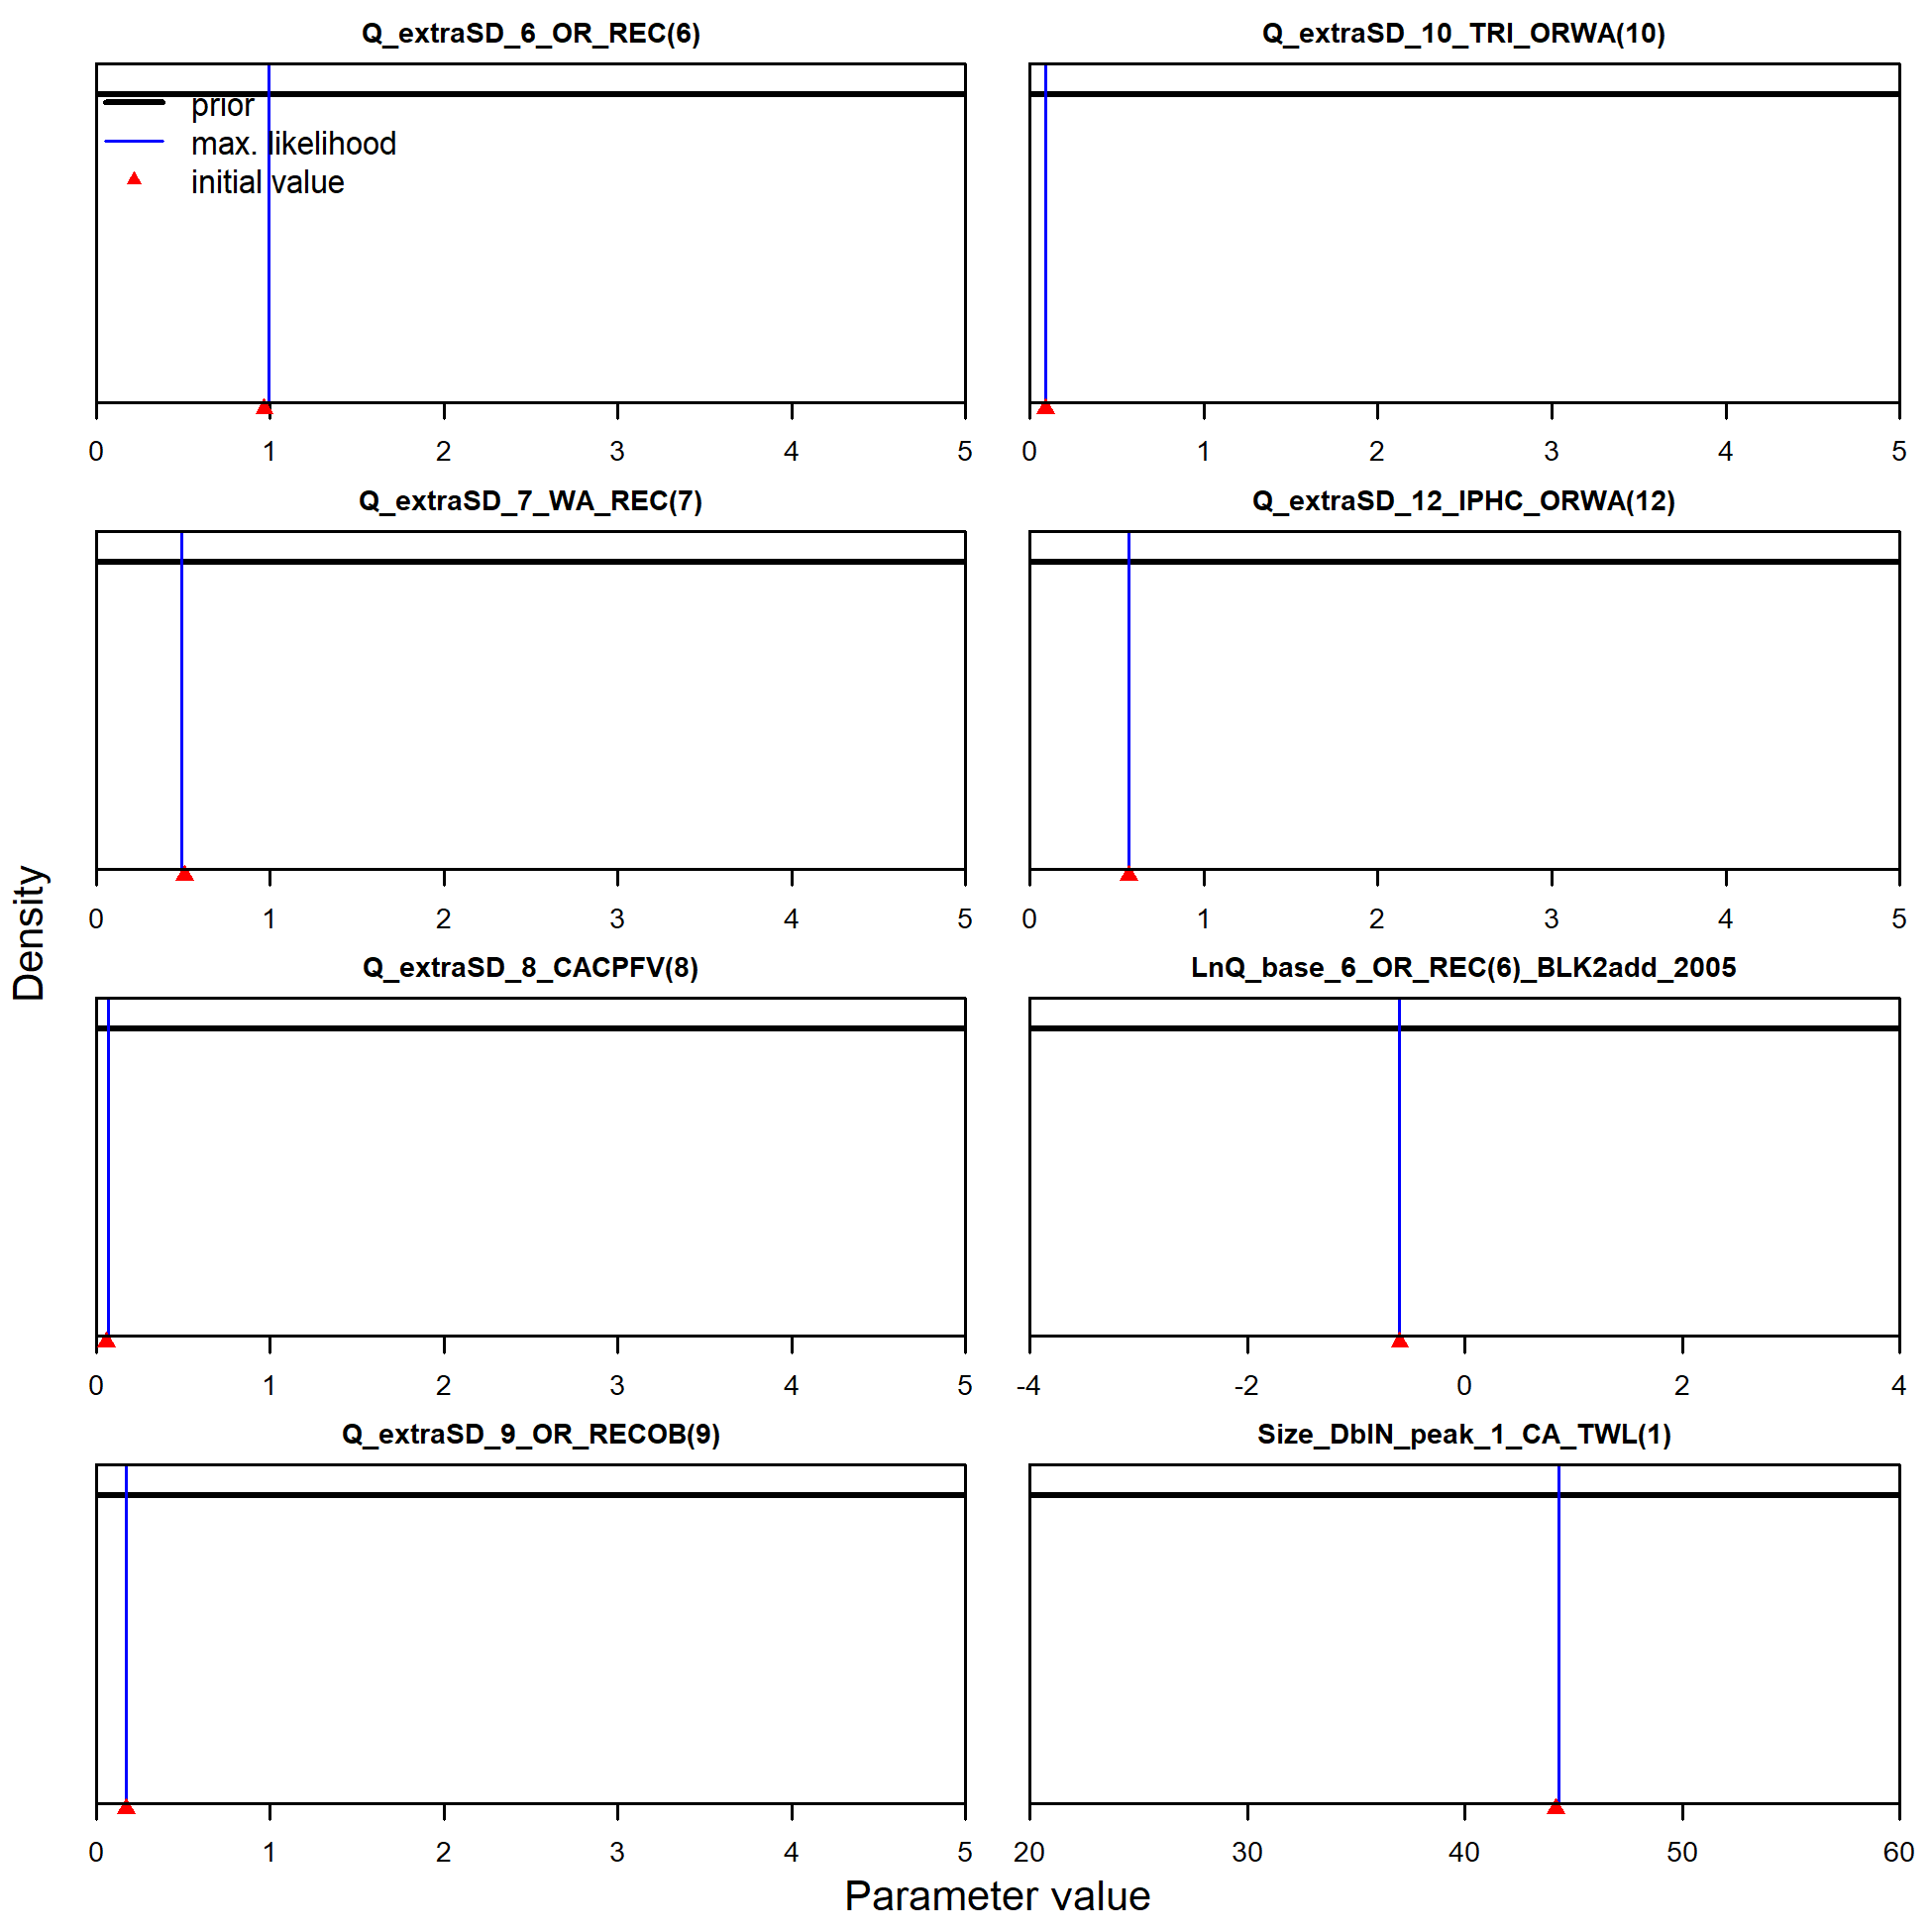 Q_extraSD_6_OR_REC(6)
prior
max. likelihood
initial value
0 1 2 3 4 5
Q_extraSD_10_TRI_ORWA(10)
0 1 2 3 4 5
Q_extraSD_7_WA_REC(7)
0 1 2 3 4 5
Q_extraSD_12_IPHC_ORWA(12)
0 1 2 3 4 5
Q_extraSD_8_CACPFV(8)
0 1 2 3 4 5
LnQ_base_6_OR_REC(6)_BLK2add_2005
-4 -2 0 2 4
Q_extraSD_9_OR_RECOB(9)
0 1 2 3 4 5
Size_DblN_peak_1_CA_TWL(1)
20 30 40 50 60
Density
Parameter value